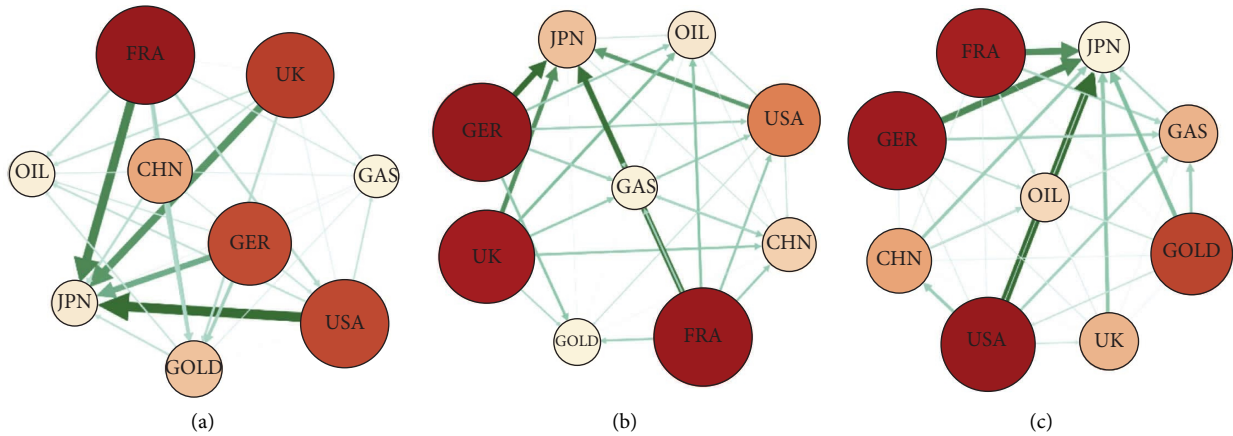 FRA
UK
OIL
CHN
GAS
GER
JPN
USA
GOLD
(a)
JPN
OIL
GER
USA
GAS
UK
CHN
GOLD
FRA
(b)
FRA
JPN
GER
GAS
OIL
CHN
GOLD
USA
UK
(c)